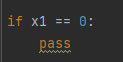 if x1 == 0:
    pass